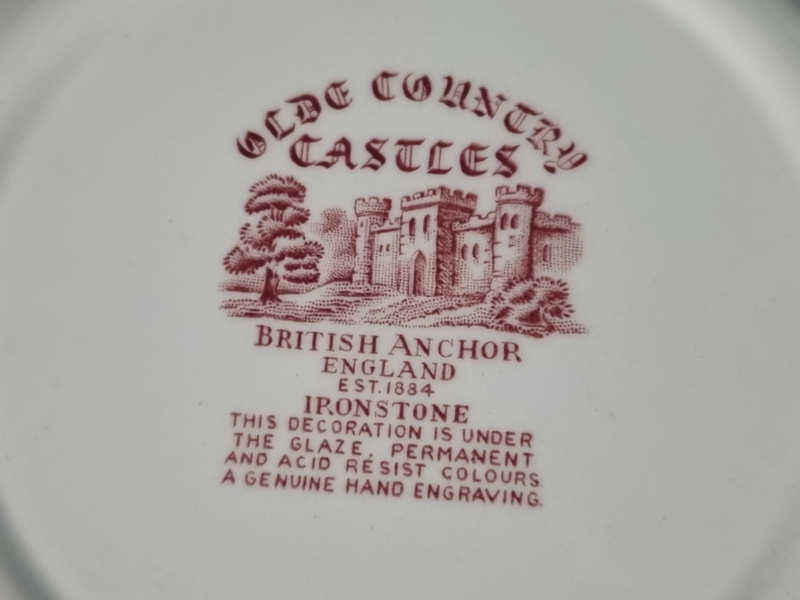 OLDE COUNTRY
CASTLES
BRITISH ANCHOR
ENGLAND
EST. 1884
IRONSTONE
THIS DECORATION IS UNDER
THE GLAZE, PERMANENT
AND ACID RESIST COLOURS.
A GENUINE HAND ENGRAVING.